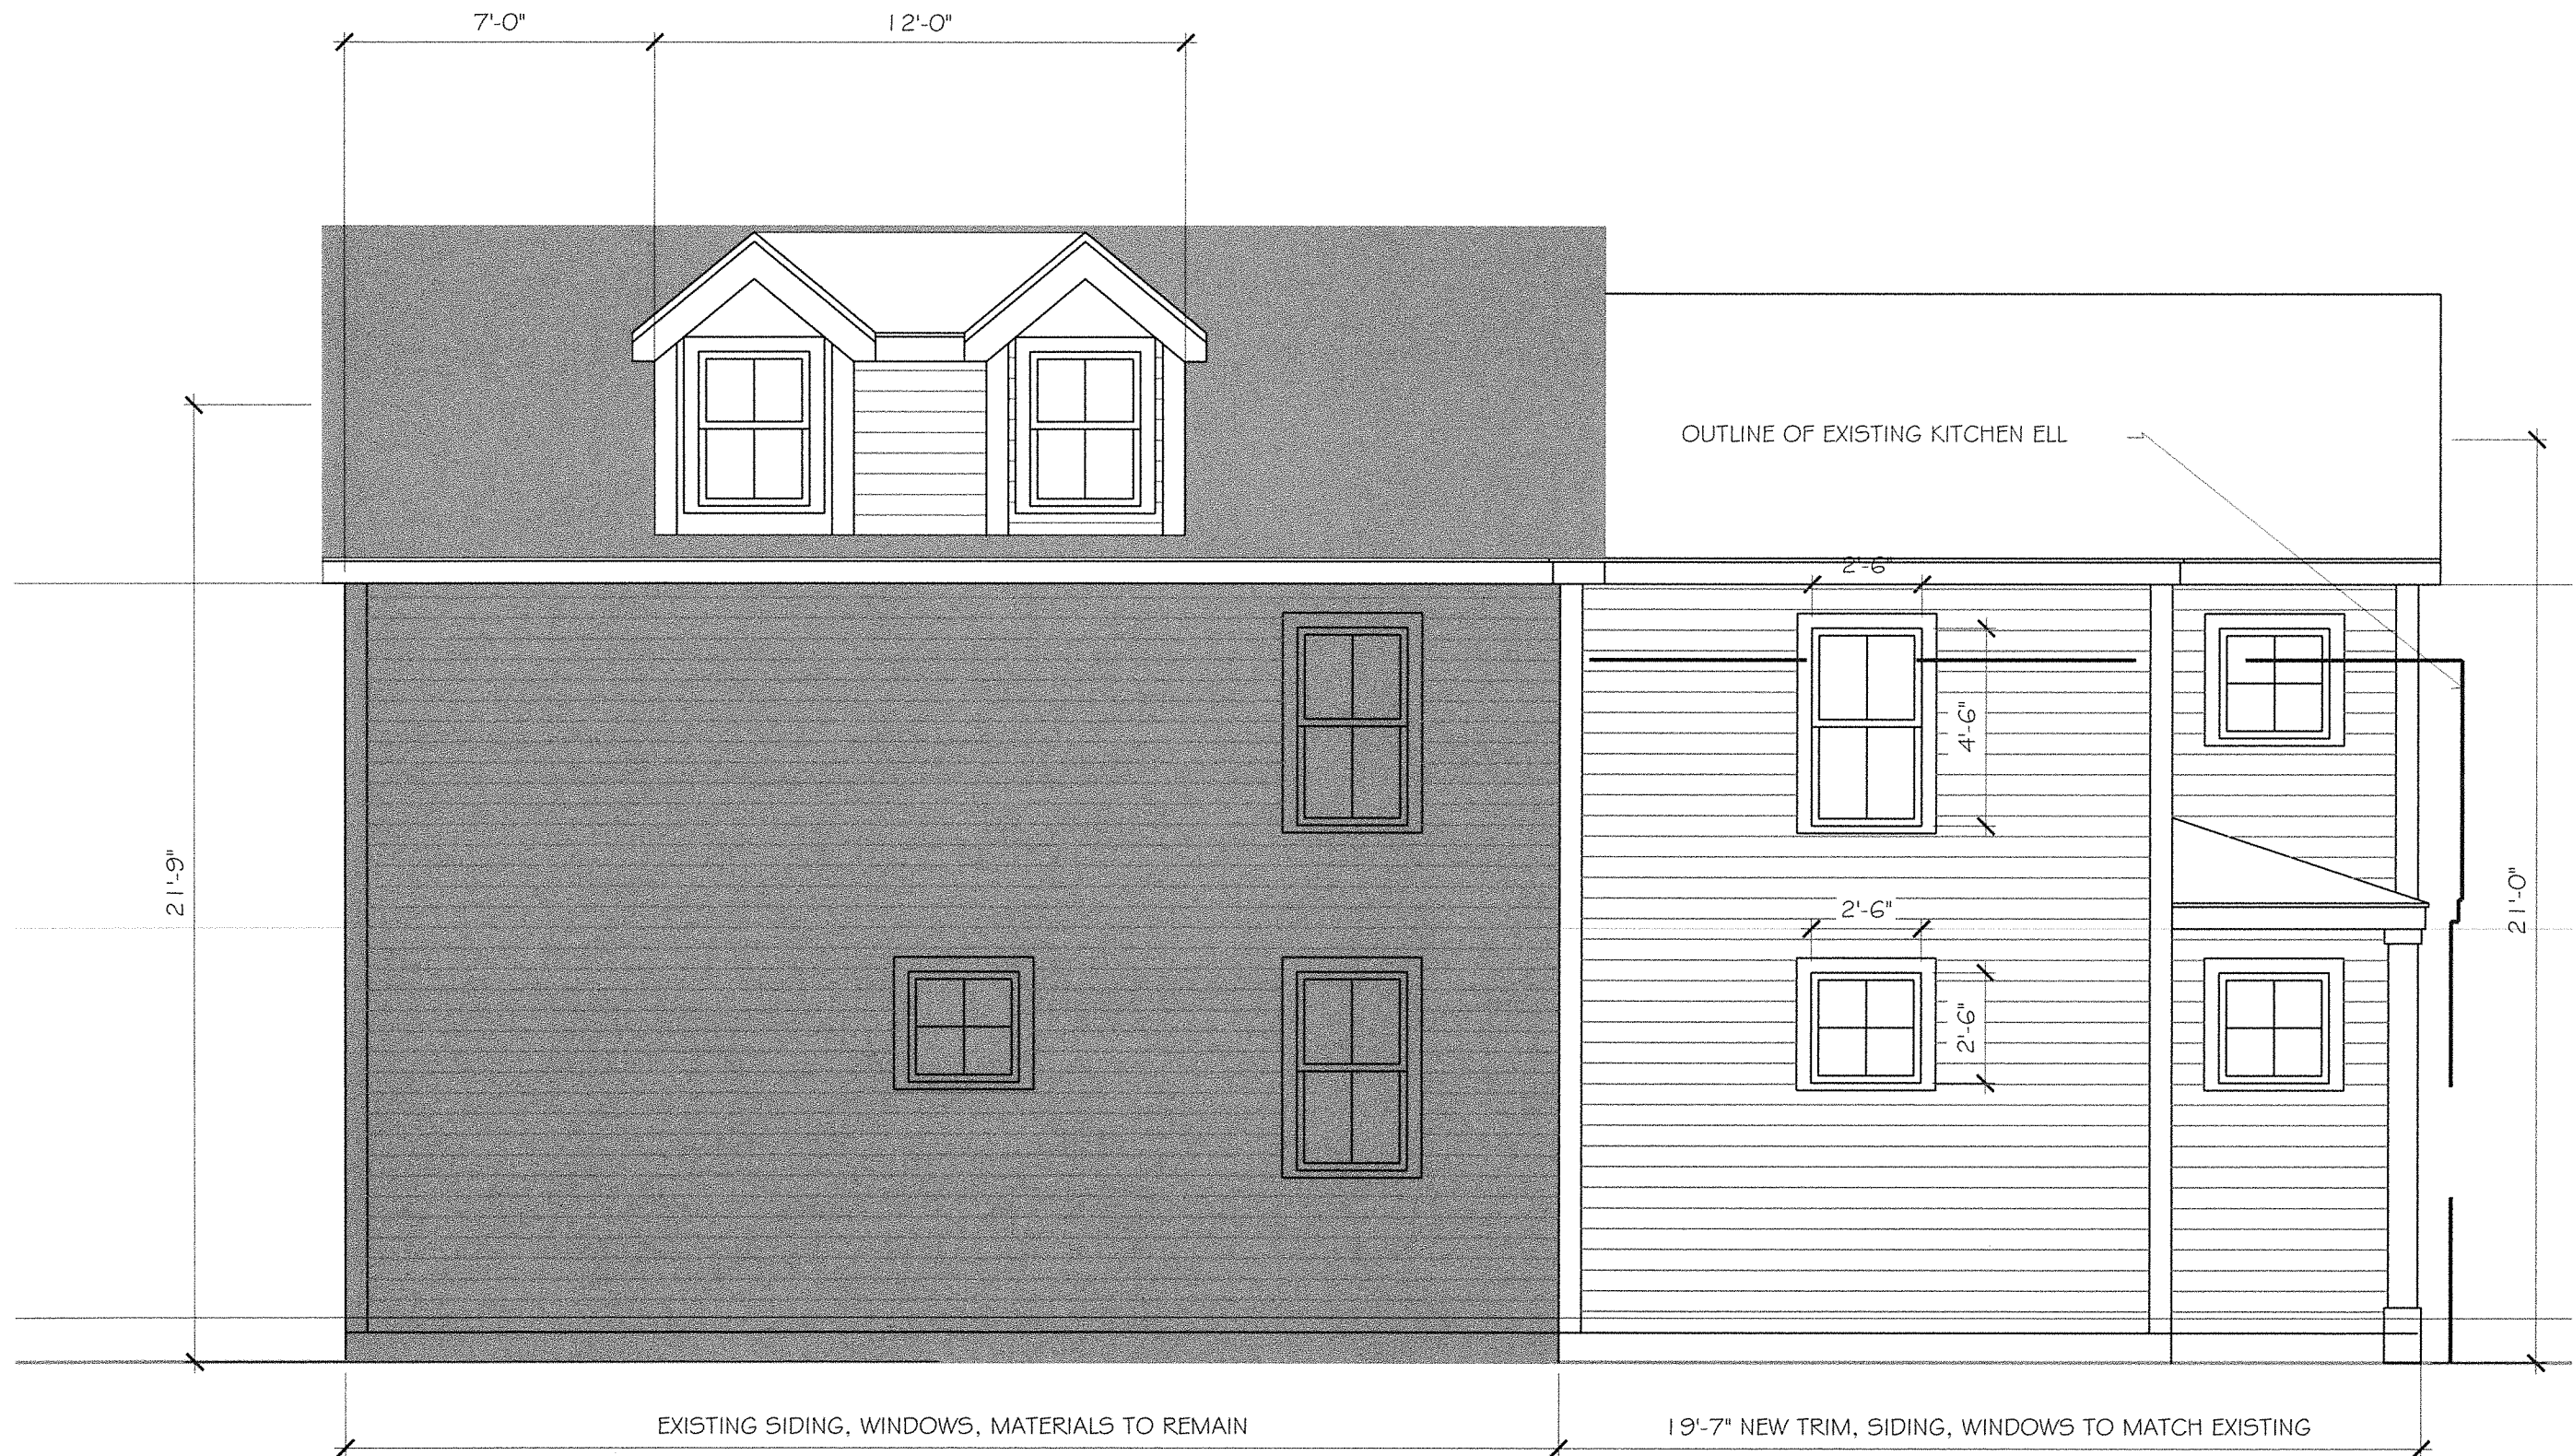 7'-0"
12'-0"
OUTLINE OF EXISTING KITCHEN ELL
2'-6"
4'-6"
21'-9"
21'-0"
2'-6"
2'-6"
EXISTING SIDING, WINDOWS, MATERIALS TO REMAIN
19'-7" NEW TRIM, SIDING, WINDOWS TO MATCH EXISTING